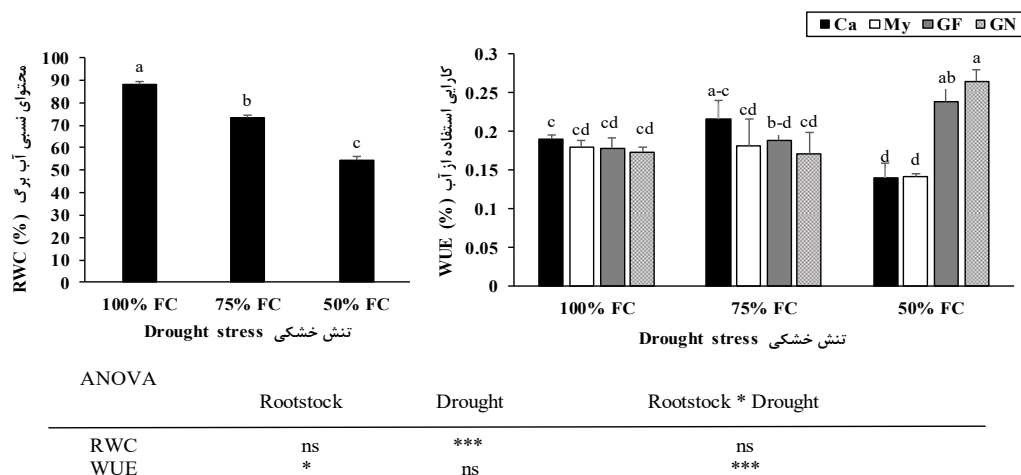 Ca My GF GN
محتوای نسبی آب برگ
RWC (%)
100
90
80
70
60
50
40
30
20
10
0
a
b
c
100% FC 75% FC 50% FC
Drought stress تنش خشکی
کارایی استفاده از آب
WUE (%)
0.3
0.25
0.2
0.15
0.1
0.05
0
c cd cd cd
a-c cd b-d cd
d d ab a
100% FC 75% FC 50% FC
Drought stress تنش خشکی
ANOVA
Rootstock Drought Rootstock * Drought
RWC ns *** ns
WUE * ns ***